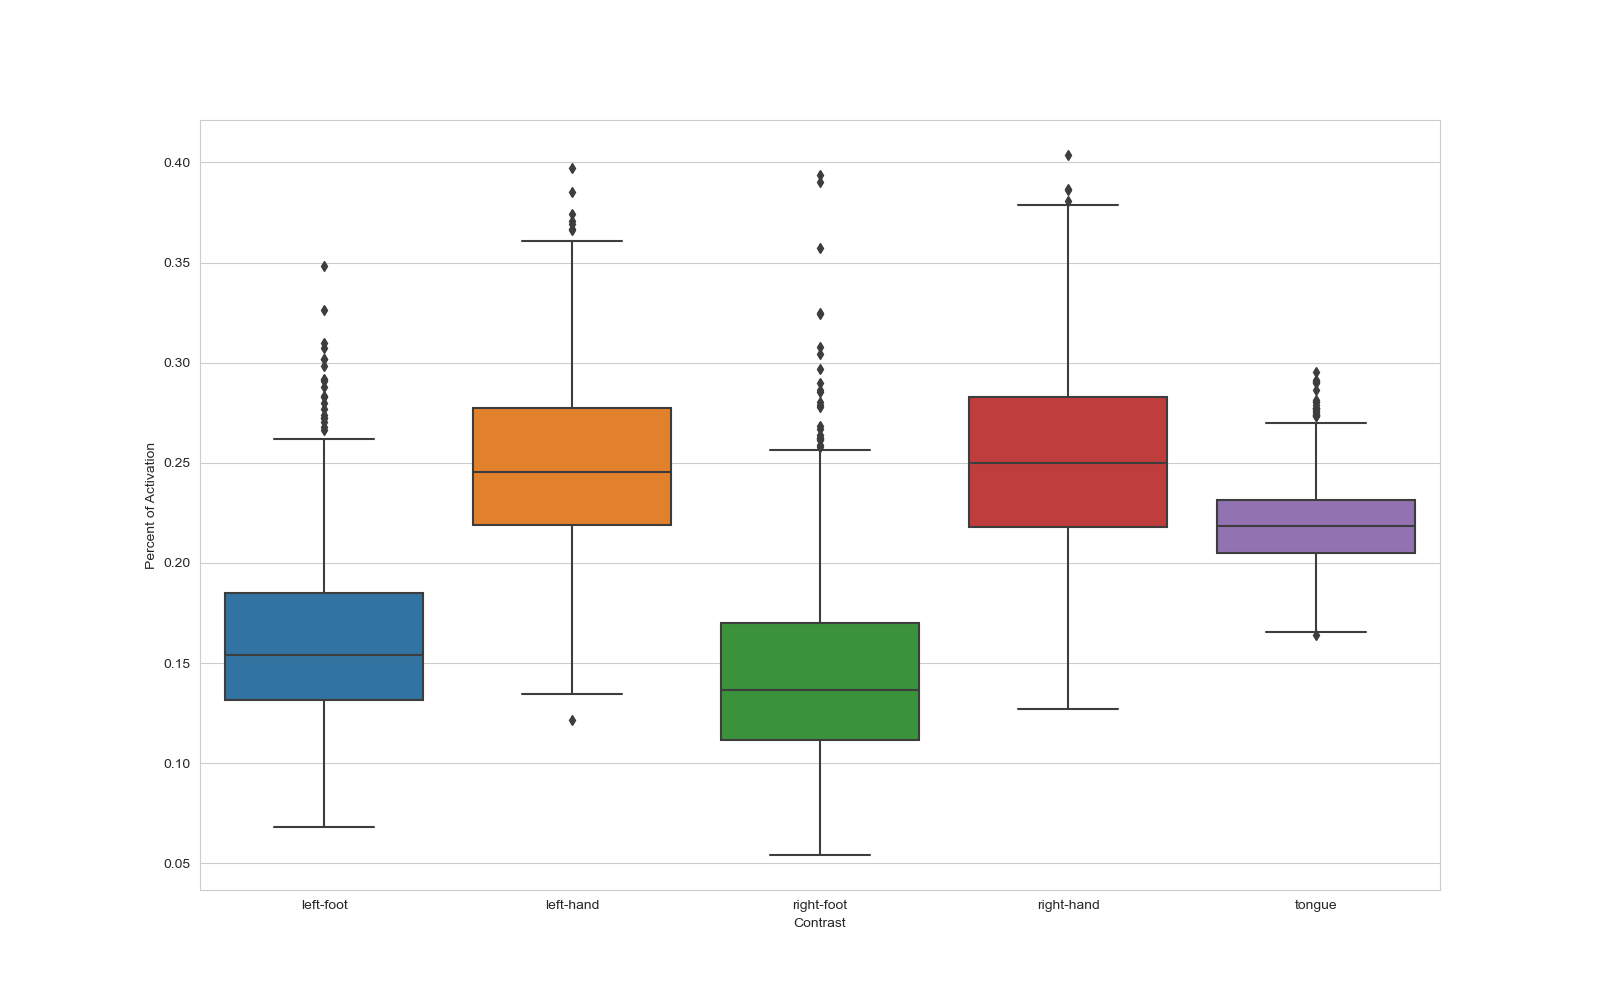 0.40
0.35
0.30
0.25
0.20
0.15
0.10
0.05
Percent of Activation
left-foot left-hand right-foot right-hand tongue
Contrast